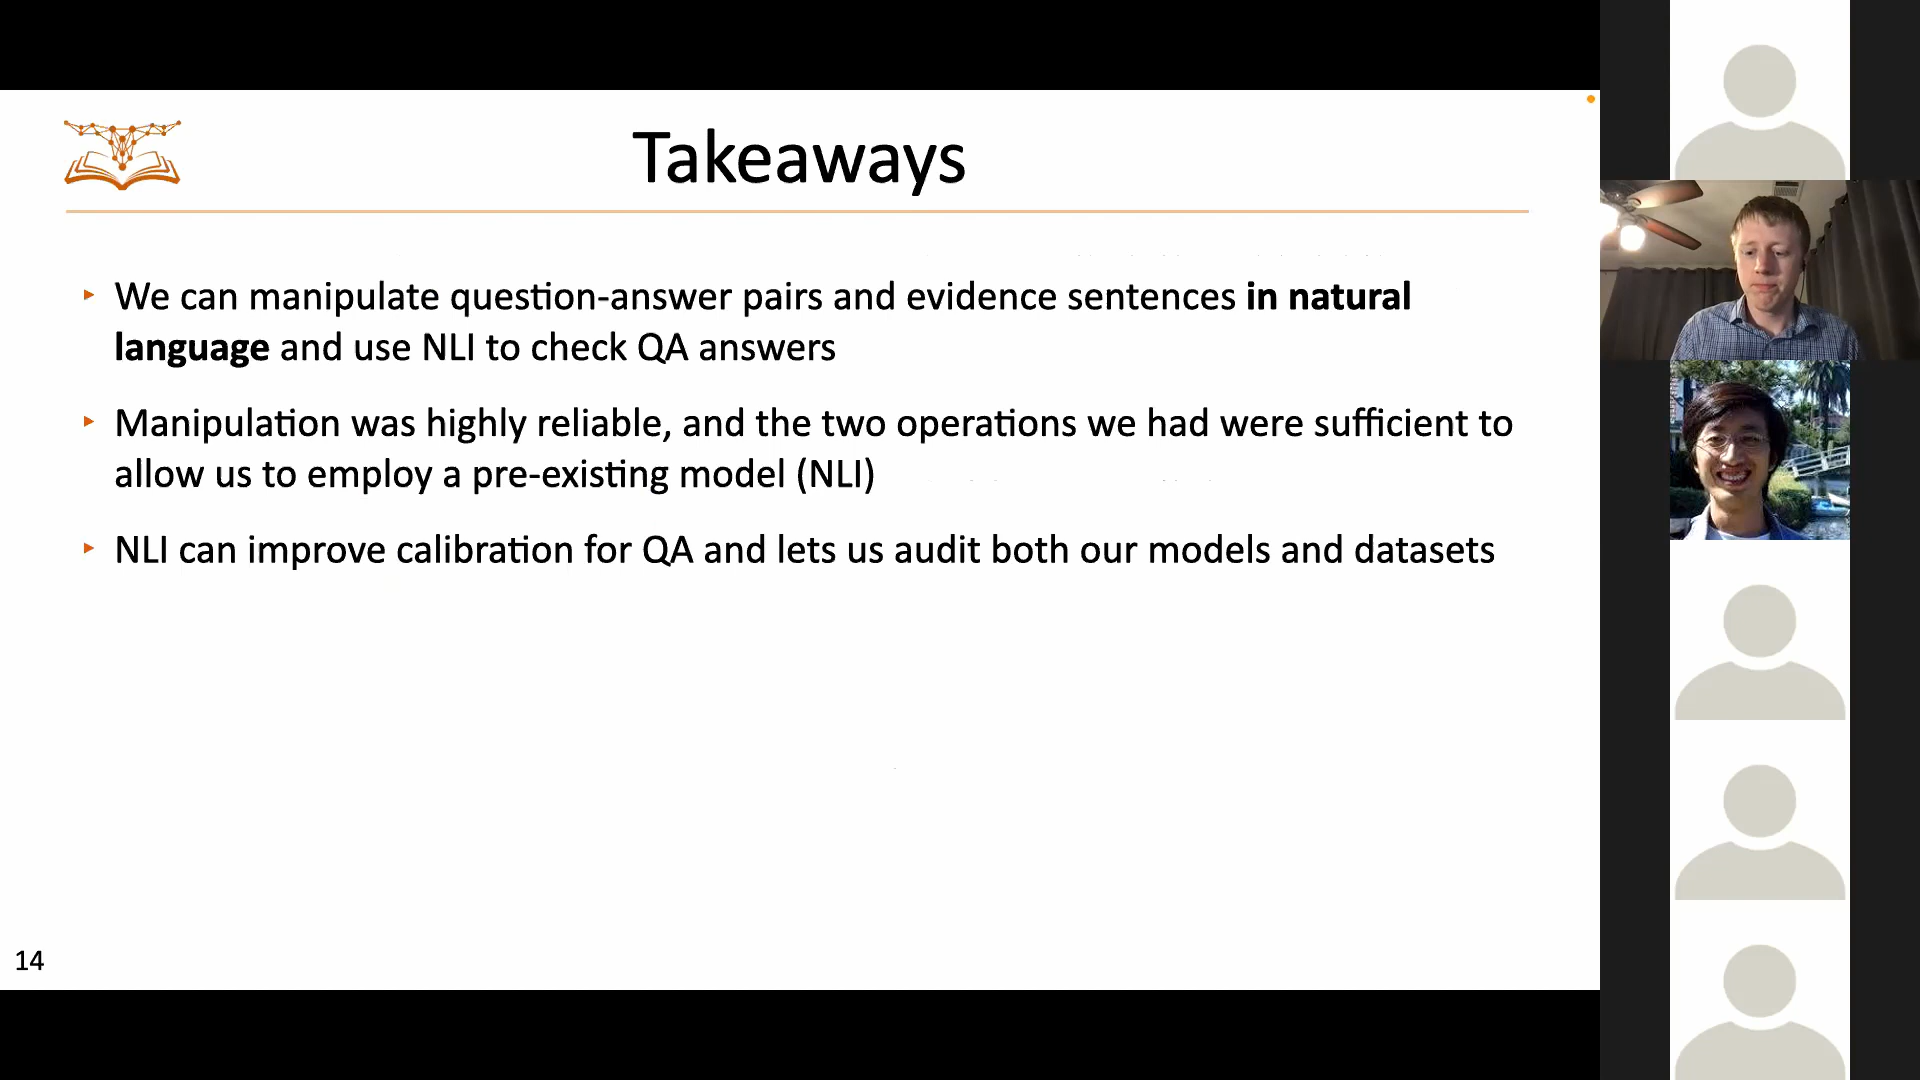 Takeaways
We can manipulate question-answer pairs and evidence sentences in natural
language and use NLI to check QA answers
Manipulation was highly reliable, and the two operations we had were sufficient to
allow us to employ a pre-existing model (NLI)
NLI can improve calibration for QA and lets us audit both our models and datasets
14